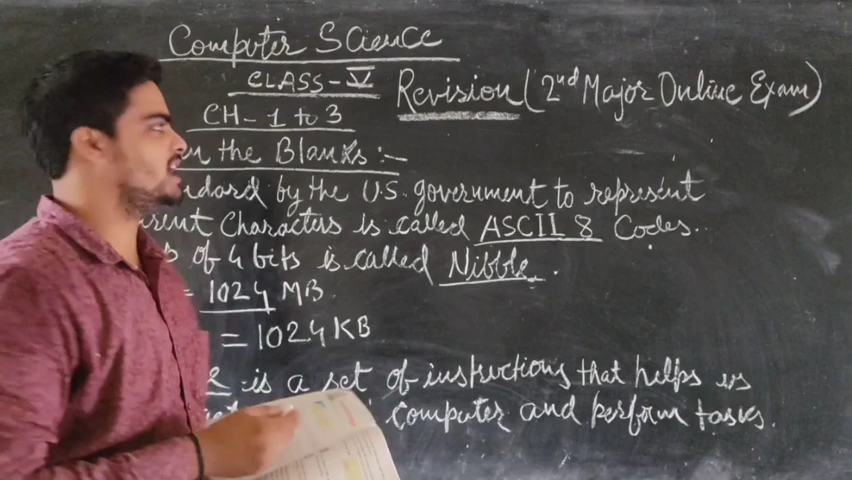 Computer Science
CLASS-V Revision (2nd Major Online Exam)
CH- 1 to 3
in the Blanks:-
ndard by the U.S. government to represent
rent characters is called ASCII 8 Codes.
of 4 bits is called Nibble.
= 1024 MB
= 1024 KB
is a set of instructions that helps us
computer and perform tasks.